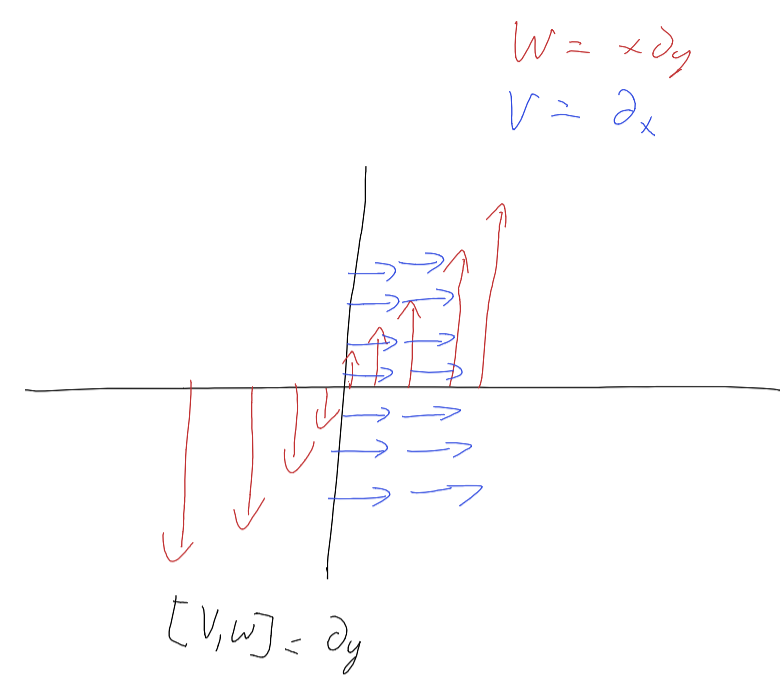 W = x∂y
V = ∂x
[V,W] = ∂y